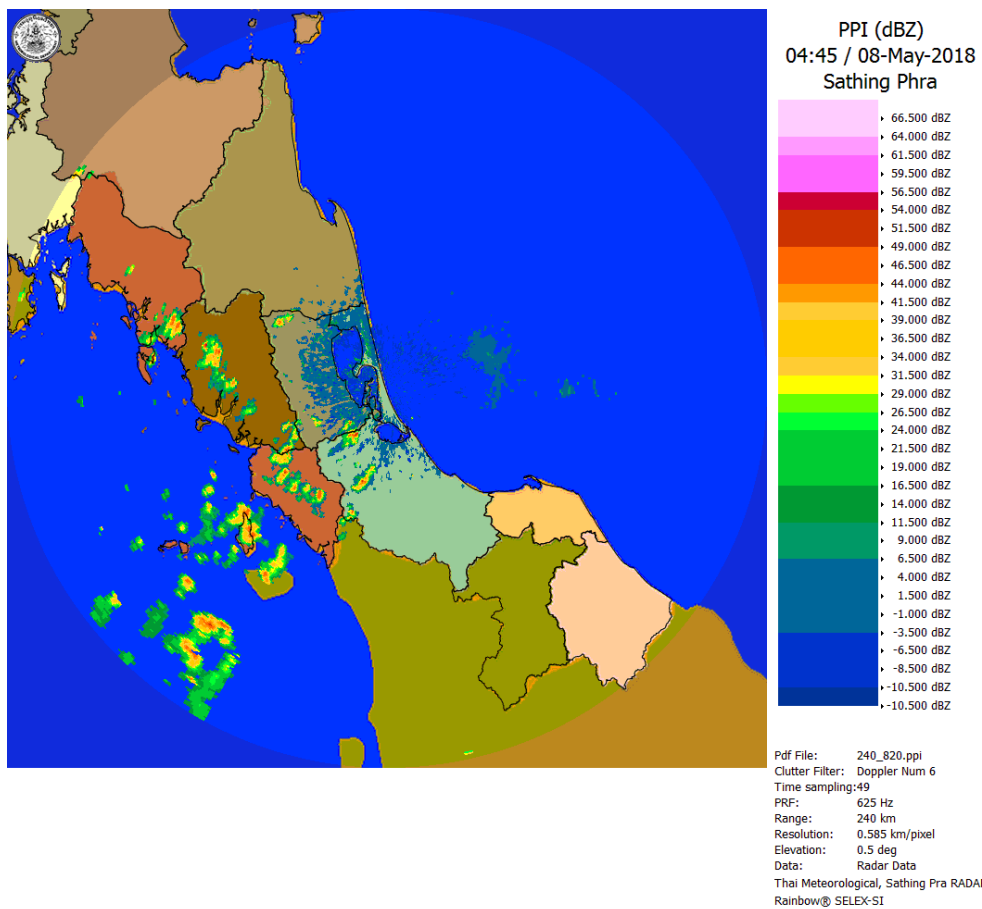 PPI (dBZ)
04:45 / 08-May-2018
Sathing Phra
66.500 dBZ
64.000 dBZ
61.500 dBZ
59.500 dBZ
56.500 dBZ
54.000 dBZ
51.500 dBZ
49.000 dBZ
46.500 dBZ
44.000 dBZ
41.500 dBZ
39.000 dBZ
36.500 dBZ
34.000 dBZ
31.500 dBZ
29.000 dBZ
26.500 dBZ
24.000 dBZ
21.500 dBZ
19.000 dBZ
16.500 dBZ
14.000 dBZ
11.500 dBZ
9.000 dBZ
6.500 dBZ
4.000 dBZ
1.500 dBZ
-1.000 dBZ
-3.500 dBZ
-6.500 dBZ
-8.500 dBZ
-10.500 dBZ
-10.500 dBZ
Pdf File: 240_820.ppi
Clutter Filter: Doppler Num 6
Time sampling:49
PRF: 625 Hz
Range: 240 km
Resolution: 0.585 km/pixel
Elevation: 0.5 deg
Data: Radar Data
Thai Meteorological, Sathing Pra RADA
Rainbow® SELEX-SI